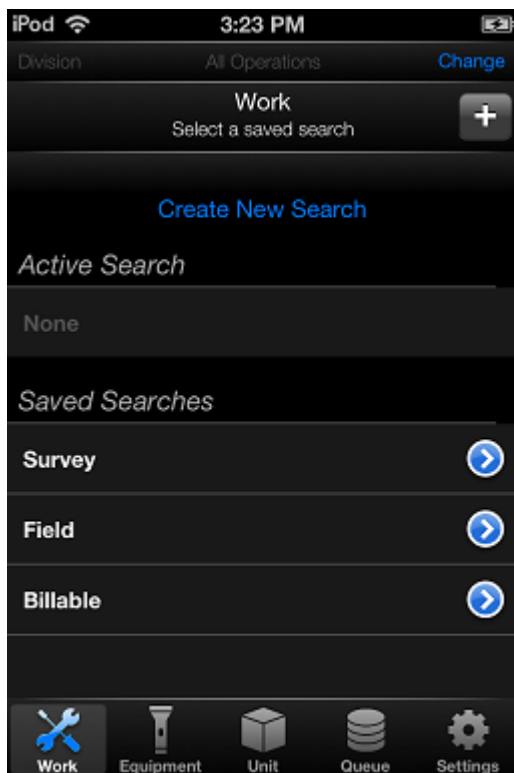 iPod 3:23 PM
Division All Operations Change
Work
Select a saved search
+
Create New Search
Active Search
None
Saved Searches
Survey
Field
Billable
Work Equipment Unit Queue Settings